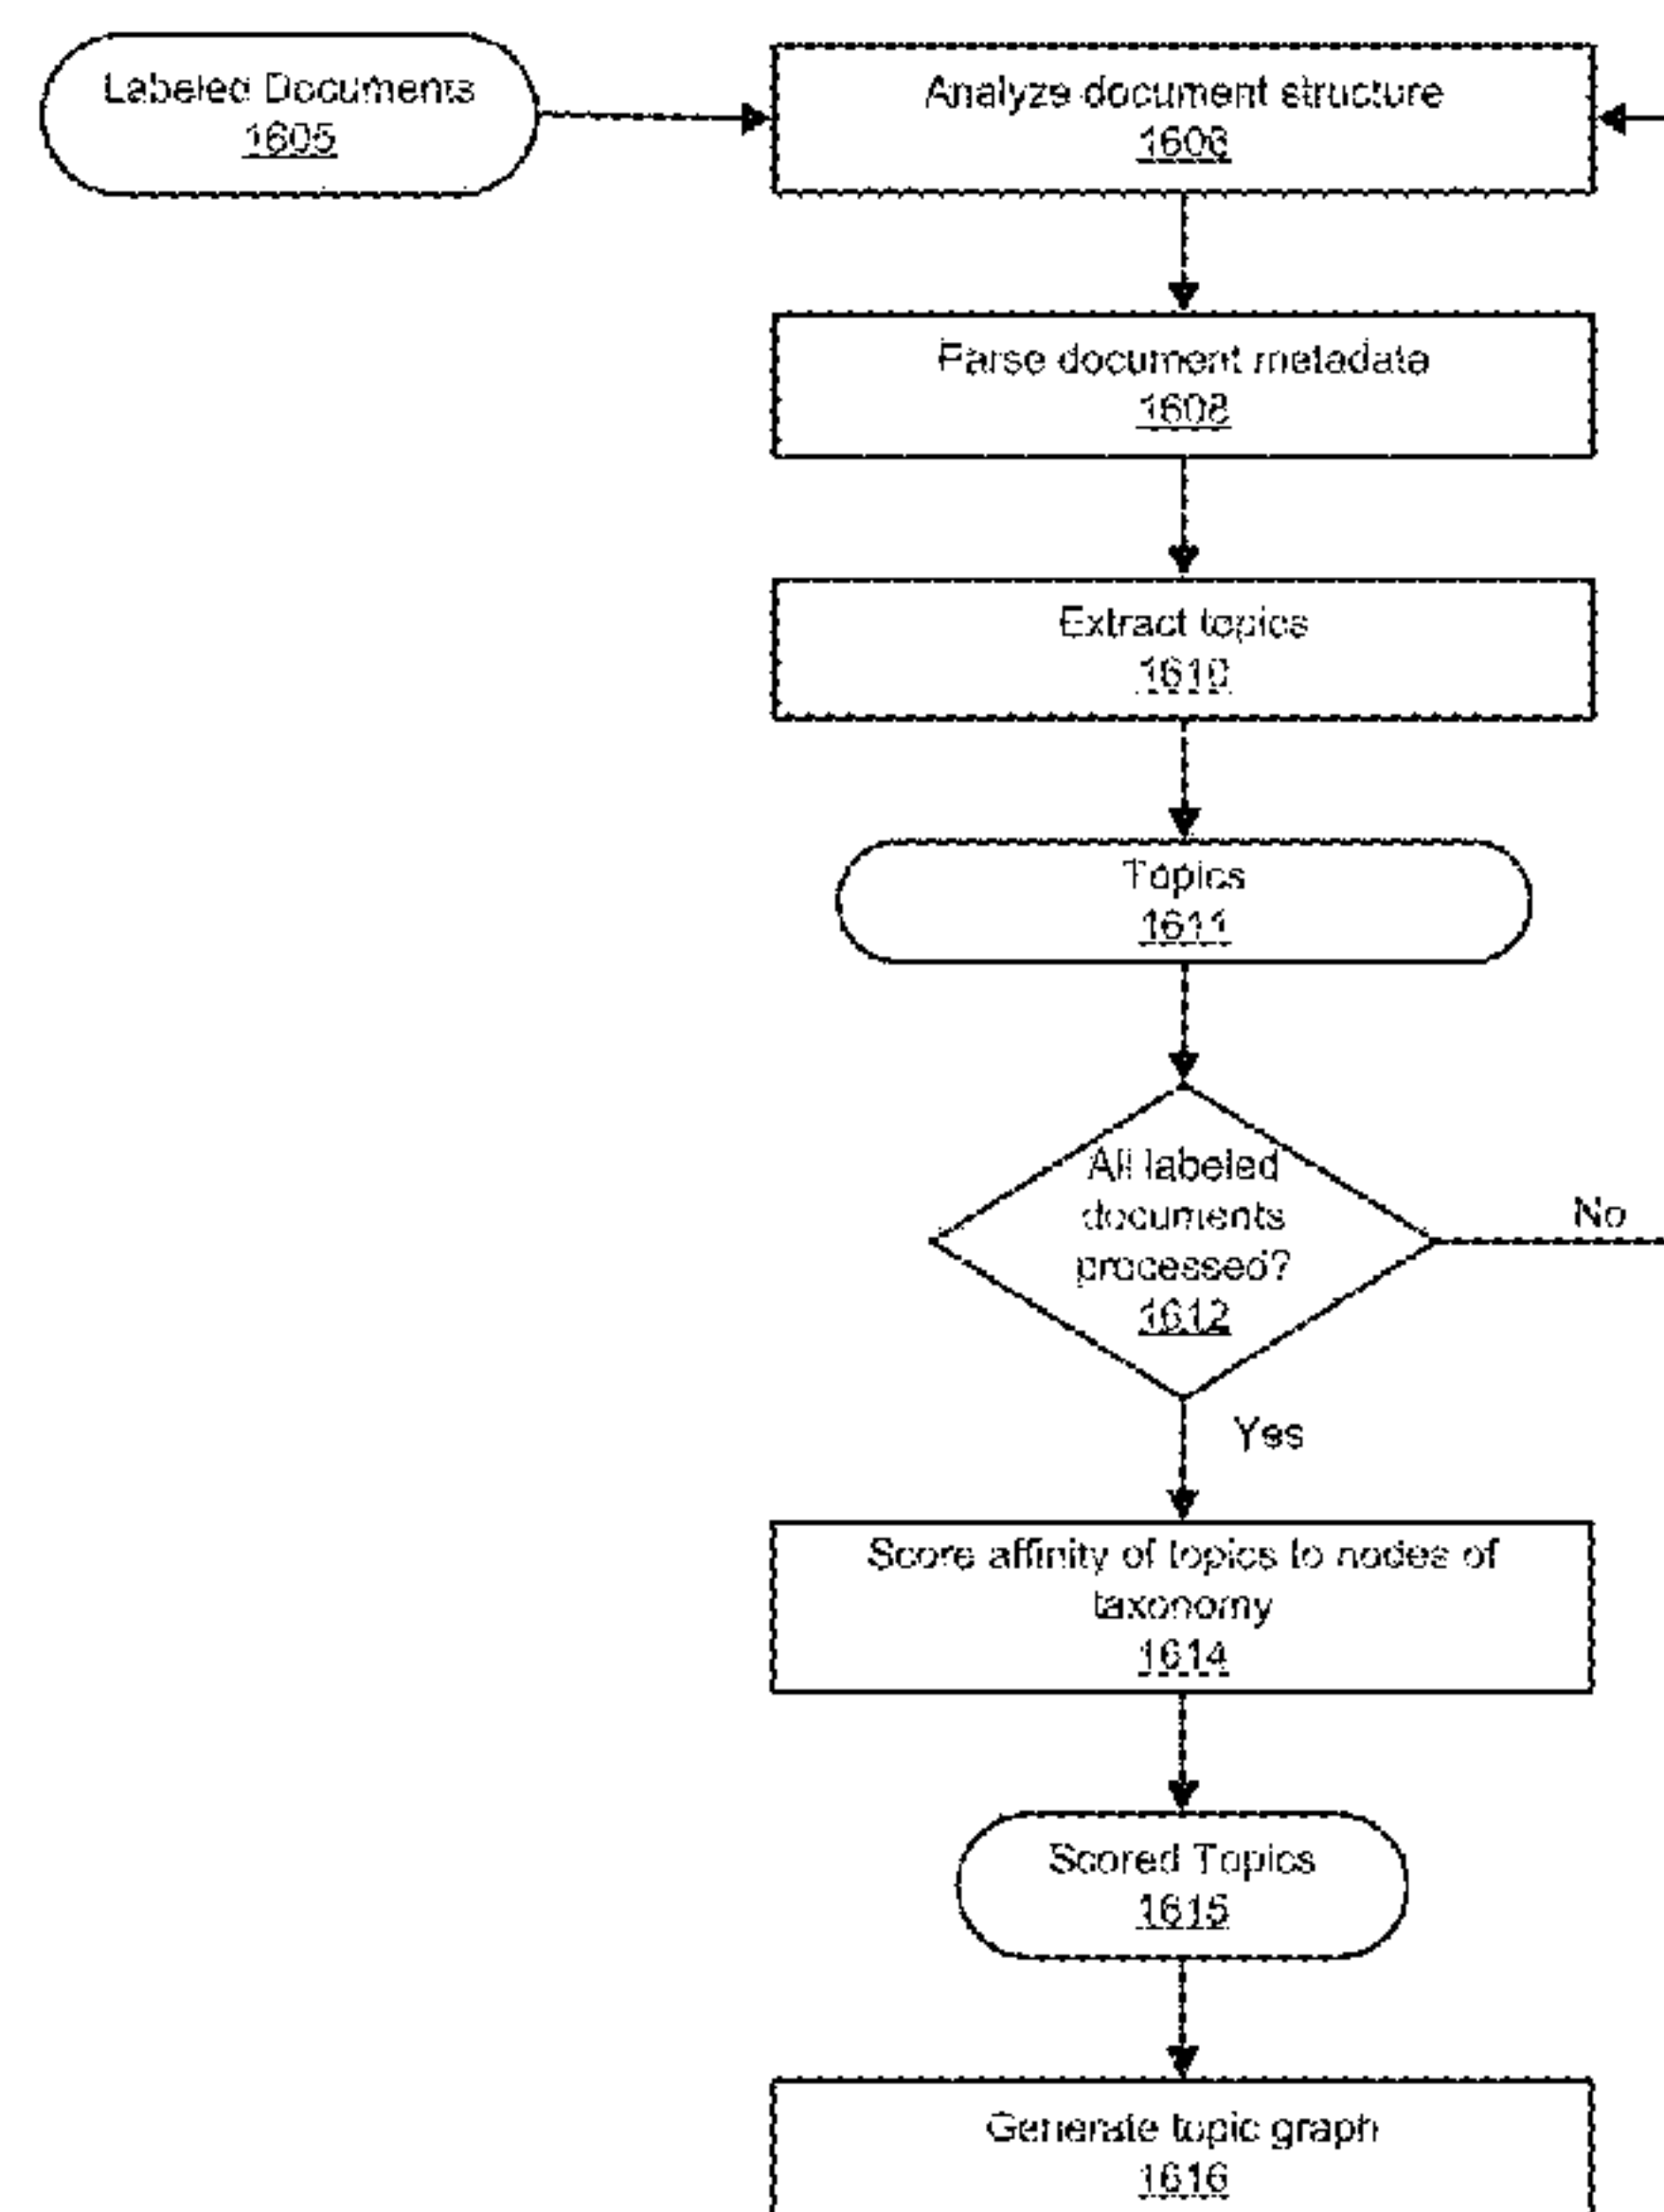 Labeled Documents
1605
Analyze document structure
1606
Parse document metadata
1608
Extract topics
1610
Topics
1611
All labeled
documents
processed?
1612
No
Yes
Score affinity of topics to nodes of
taxonomy
1614
Scored Topics
1615
Generate topic graph
1616